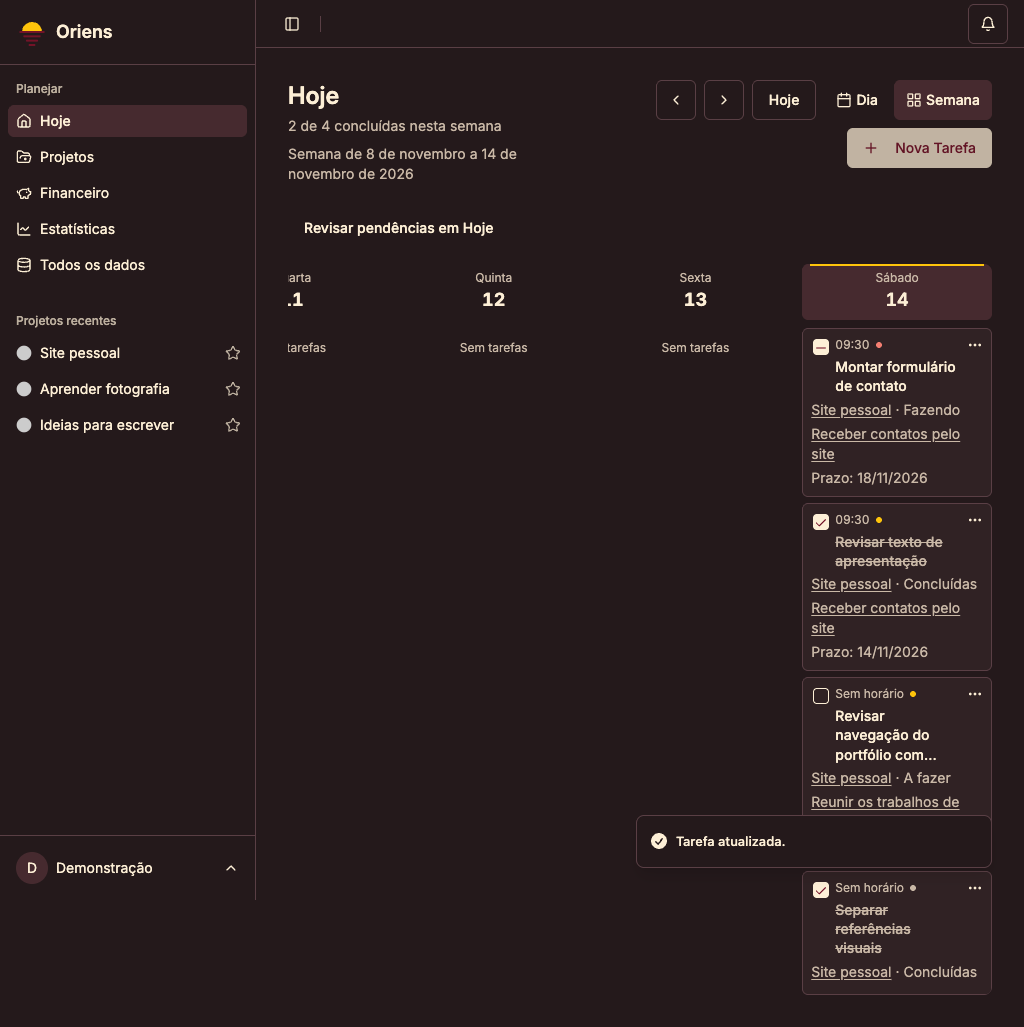 Oriens
Planejar
Hoje
Projetos
Financeiro
Estatísticas
Todos os dados
Projetos recentes
Site pessoal
Aprender fotografia
Ideias para escrever
D
Demonstração
Hoje
2 de 4 concluídas nesta semana
Semana de 8 de novembro a 14 de
novembro de 2026
Hoje
Dia
Semana
Nova Tarefa
Revisar pendências em Hoje
arta
11
tarefas
Quinta
12
Sem tarefas
Sexta
13
Sem tarefas
Sábado
14
09:30
Montar formulário
de contato
Site pessoal · Fazendo
Receber contatos pelo
site
Prazo: 18/11/2026
09:30
Revisar texto de
apresentação
Site pessoal · Concluídas
Receber contatos pelo
site
Prazo: 14/11/2026
Sem horário
Revisar
navegação do
portfólio com...
Site pessoal · A fazer
Reunir os trabalhos de
Tarefa atualizada.
Sem horário
Separar
referências
visuais
Site pessoal · Concluídas